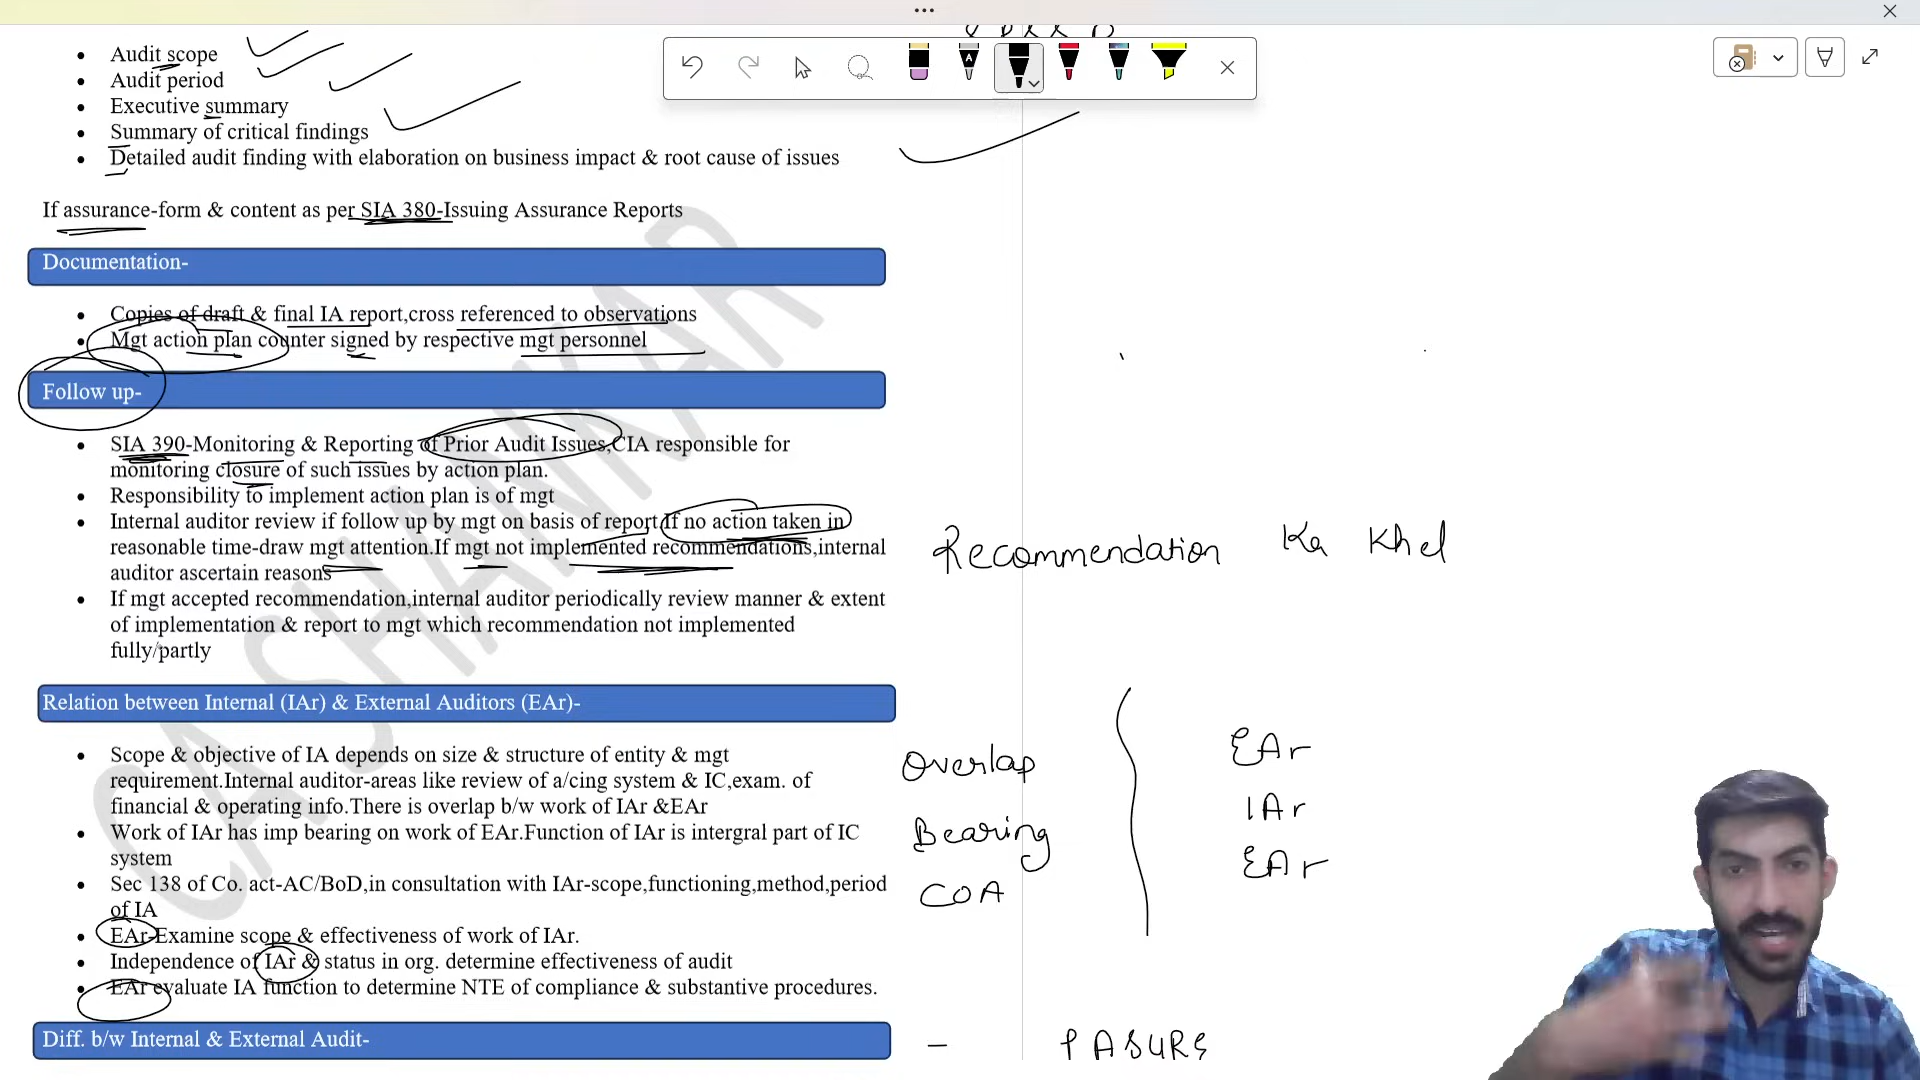 Audit scope
Audit period
Executive summary
Summary of critical findings
Detailed audit finding with elaboration on business impact & root cause of issues
If assurance-form & content as per SIA 380-Issuing Assurance Reports
Documentation-
Copies of draft & final IA report,cross referenced to observations
Mgt action plan counter signed by respective mgt personnel
Follow up-
SIA 390-Monitoring & Reporting of Prior Audit Issues,CIA responsible for
monitoring closure of such issues by action plan.
Responsibility to implement action plan is of mgt
Internal auditor review if follow up by mgt on basis of report.If no action taken in
reasonable time-draw mgt attention.If mgt not implemented recommendations,internal
auditor ascertain reasons
If mgt accepted recommendation,internal auditor periodically review manner & extent
of implementation & report to mgt which recommendation not implemented
fully/partly
Recommendation Ka Khel
Relation between Internal (IAr) & External Auditors (EAr)-
Scope & objective of IA depends on size & structure of entity & mgt
requirement.Internal auditor-areas like review of a/cing system & IC,exam. of
financial & operating info.There is overlap b/w work of IAr &EAr
Work of IAr has imp bearing on work of EAr.Function of IAr is intergral part of IC
system
Sec 138 of Co. act-AC/BoD,in consultation with IAr-scope,functioning,method,period
of IA
EAr-Examine scope & effectiveness of work of IAr.
Independence of IAr & status in org. determine effectiveness of audit
EAr evaluate IA function to determine NTE of compliance & substantive procedures.
Overlap
Bearing
COA
EAr
IAr
EAr
Diff. b/w Internal & External Audit-
- PASURE
CA SHANKAR